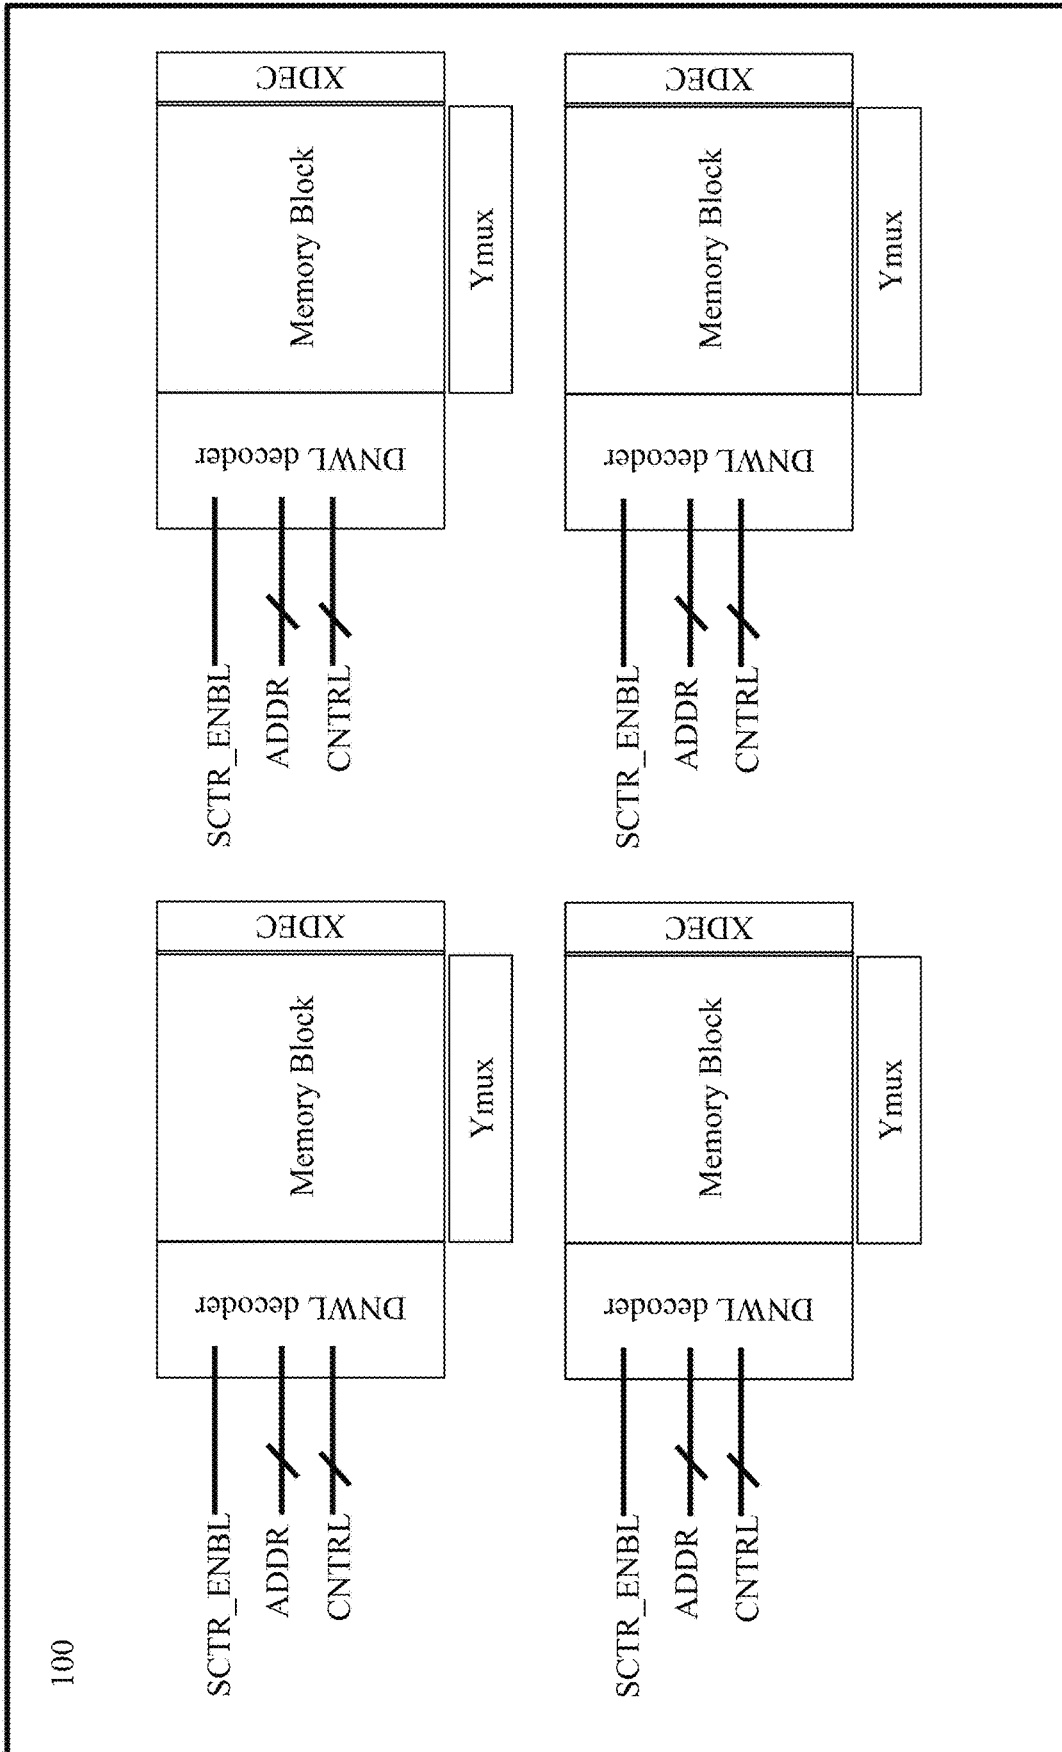 100
SCTR_ENBL
ADDR
CNTRL
DNWL decoder
Memory Block
XDEC
Ymux
SCTR_ENBL
ADDR
CNTRL
DNWL decoder
Memory Block
XDEC
Ymux
SCTR_ENBL
ADDR
CNTRL
DNWL decoder
Memory Block
XDEC
Ymux
SCTR_ENBL
ADDR
CNTRL
DNWL decoder
Memory Block
XDEC
Ymux